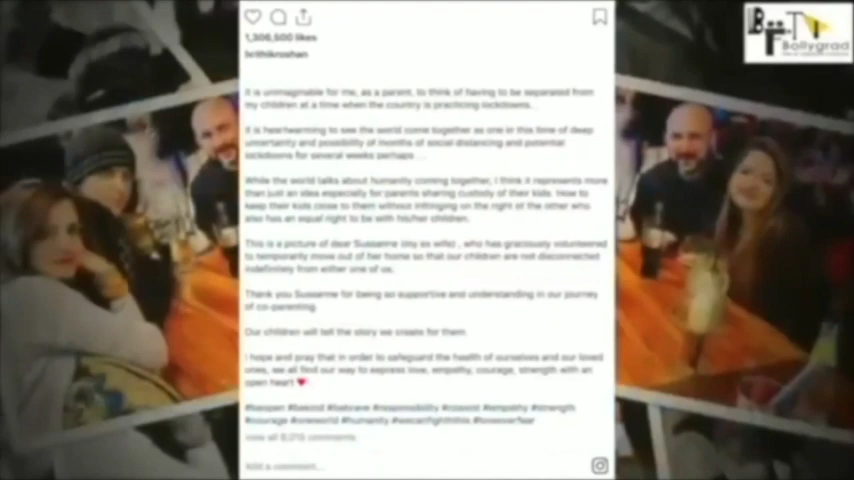 BFT
Bollygrad
1,306,500 likes
hrithikroshan
It is unimaginable for me, as a parent, to think of having to be separated from
my children at a time when the country is practicing lockdowns.
It is heartwarming to see the world come together as one in this time of deep
uncertainty and possibility of months of social distancing and potential
lockdowns for several weeks perhaps ...
While the world talks about humanity coming together, I think it represents more
than just an idea especially for parents sharing custody of their kids. How to
keep their kids close to them without infringing on the right of the other who
also has an equal right to be with his/her children.
This is a picture of dear Sussanne (my ex wife) , who has graciously volunteered
to temporarily move out of her home so that our children are not disconnected
indefinitely from either one of us.
Thank you Sussanne for being so supportive and understanding in our journey
of co-parenting.
Our children will tell the story we create for them.
I hope and pray that in order to safeguard the health of ourselves and our loved
ones, we all find our way to express love, empathy, courage, strength with an
open heart ❤️
#beopen #bekind #bebrave #responsibility #coexist #empathy #strength
#courage #oneworld #humanity #wecanfightthis #loveoverfear
view all comments
Add a comment...